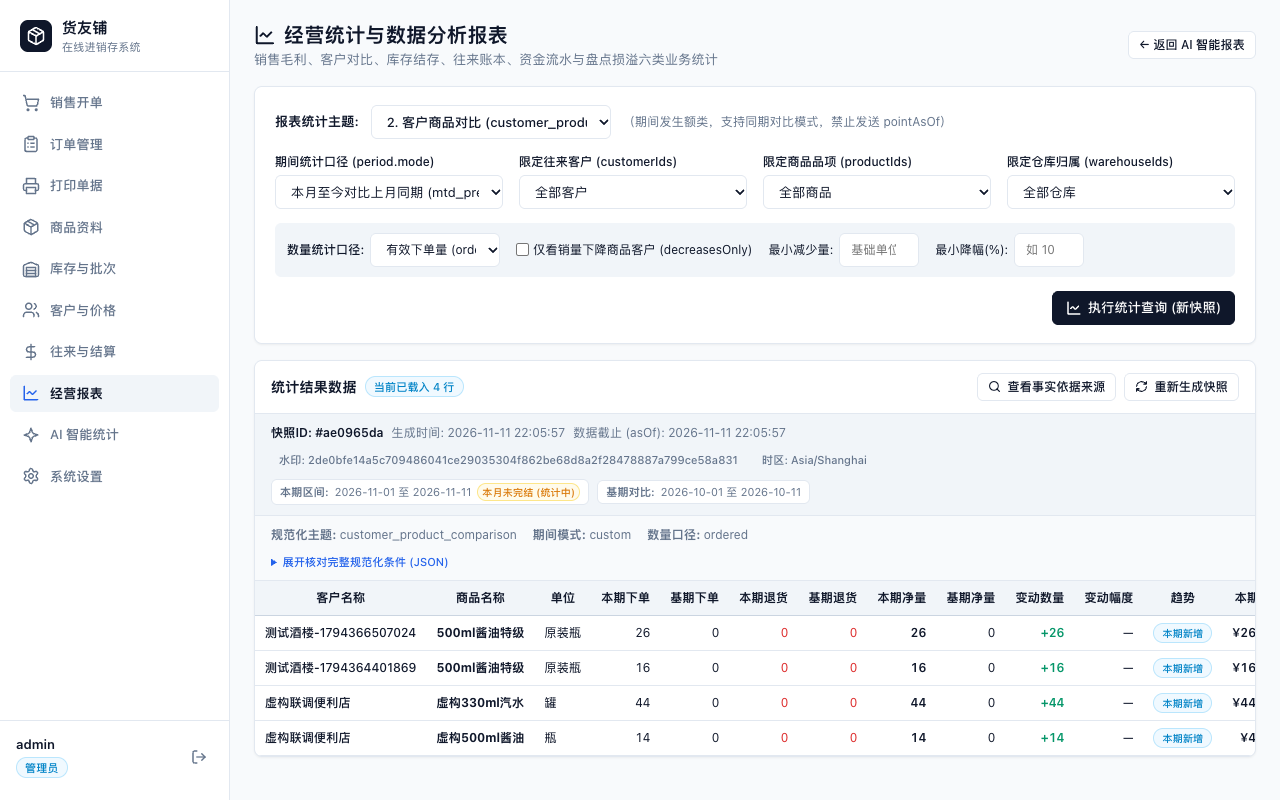 货友铺
在线进销存系统
销售开单
订单管理
打印单据
商品资料
库存与批次
客户与价格
往来与结算
经营报表
AI 智能统计
系统设置
admin
管理员
经营统计与数据分析报表
销售毛利、客户对比、库存结存、往来账本、资金流水与盘点损溢六类业务统计
← 返回 AI 智能报表
报表统计主题: 2. 客户商品对比 (customer_produ (期间发生额类，支持同期对比模式，禁止发送 pointAsOf)
期间统计口径 (period.mode) 限定往来客户 (customerIds) 限定商品品项 (productIds) 限定仓库归属 (warehouseIds)
本月至今对比上月同期 (mtd_pre 全部客户 全部商品 全部仓库
数量统计口径: 有效下单量 (orde 仅看销量下降商品客户 (decreasesOnly) 最小减少量: 基础单位 最小降幅(%): 如 10
执行统计查询 (新快照)
统计结果数据 当前已载入 4 行 查看事实依据来源 重新生成快照
快照ID: #ae0965da 生成时间: 2026-11-11 22:05:57 数据截止 (asOf): 2026-11-11 22:05:57
水印: 2de0bfe14a5c709486041ce29035304f862be68d8a2f28478887a799ce58a831 时区: Asia/Shanghai
本期区间: 2026-11-01 至 2026-11-11 本月未完结 (统计中) 基期对比: 2026-10-01 至 2026-10-11
规范化主题: customer_product_comparison 期间模式: custom 数量口径: ordered
▶ 展开核对完整规范化条件 (JSON)
客户名称 商品名称 单位 本期下单 基期下单 本期退货 基期退货 本期净量 基期净量 变动数量 变动幅度 趋势 本期
测试酒楼-1794366507024 500ml酱油特级 原装瓶 26 0 0 0 26 0 +26 — 本期新增 ¥26
测试酒楼-1794364401869 500ml酱油特级 原装瓶 16 0 0 0 16 0 +16 — 本期新增 ¥16
虚构联调便利店 虚构330ml汽水 罐 44 0 0 0 44 0 +44 — 本期新增 ¥44
虚构联调便利店 虚构500ml酱油 瓶 14 0 0 0 14 0 +14 — 本期新增 ¥4